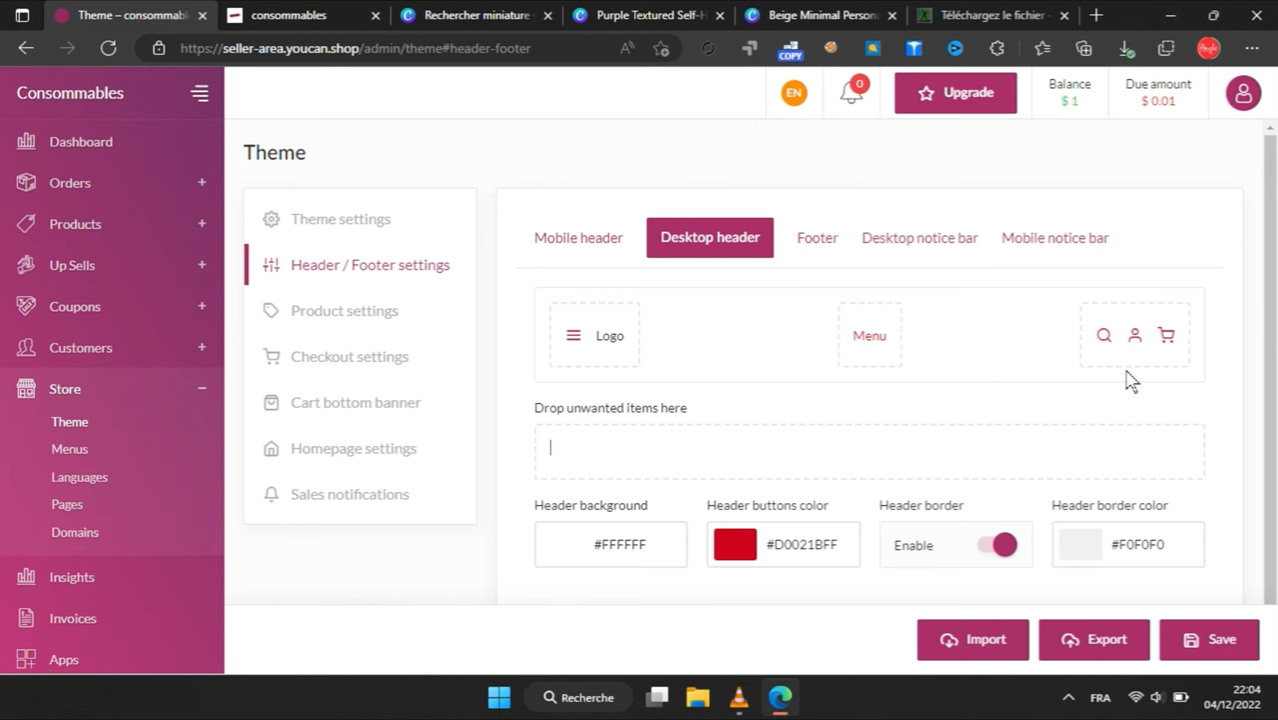 Theme – consommabl
consommables
Rechercher miniature
Purple Textured Self-H
Beige Minimal Persona
Téléchargez le fichier -
https://seller-area.youcan.shop/admin/theme#header-footer
COPY
Consommables
EN
0
Upgrade
Balance
$ 1
Due amount
$ 0.01
Dashboard
Orders
Products
Up Sells
Coupons
Customers
Store
Theme
Menus
Languages
Pages
Domains
Insights
Invoices
Apps
Theme
Theme settings
Header / Footer settings
Product settings
Checkout settings
Cart bottom banner
Homepage settings
Sales notifications
Mobile header
Desktop header
Footer
Desktop notice bar
Mobile notice bar
Logo
Menu
Drop unwanted items here
Header background
Header buttons color
Header border
Header border color
#FFFFFF
#D0021BFF
Enable
#F0F0F0
Import
Export
Save
Recherche
FRA
22:04
04/12/2022